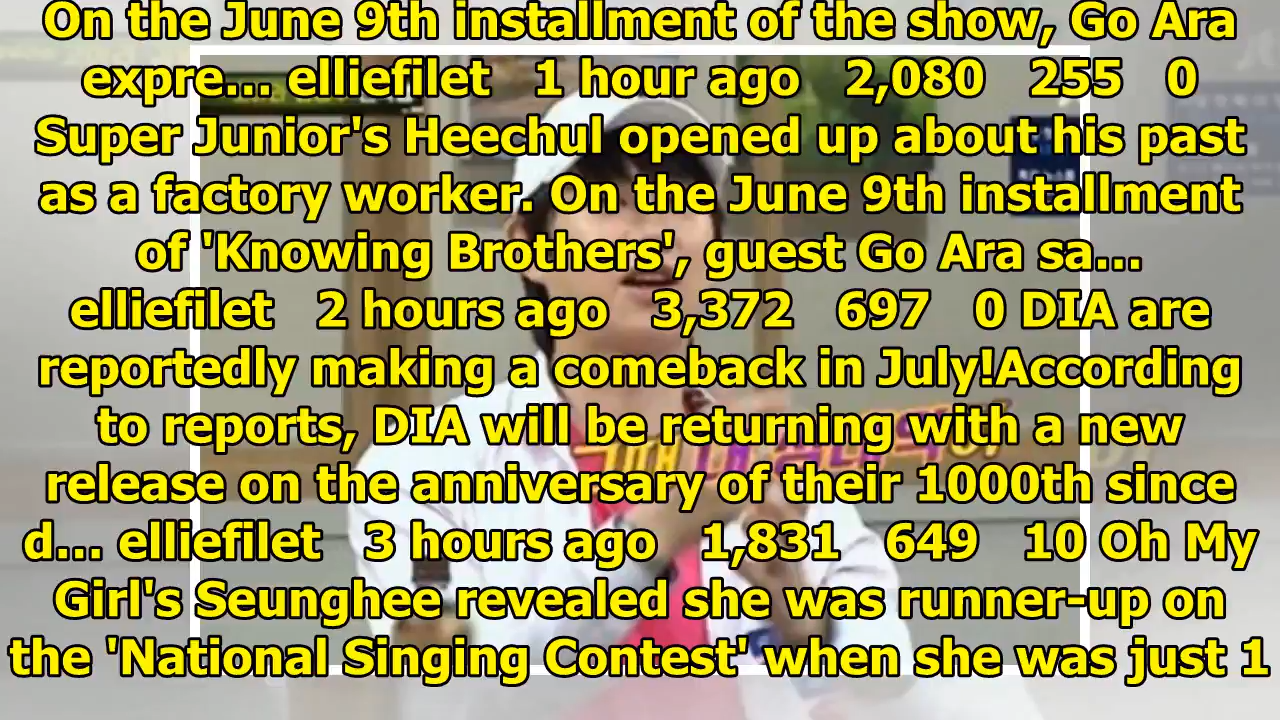 On the June 9th installment of the show, Go Ara
expre... elliefilet 1 hour ago 2,080 255 0
Super Junior's Heechul opened up about his past
as a factory worker. On the June 9th installment
of 'Knowing Brothers', guest Go Ara sa...
elliefilet 2 hours ago 3,372 697 0 DIA are
reportedly making a comeback in July!According
to reports, DIA will be returning with a new
release on the anniversary of their 1000th since
d... elliefilet 3 hours ago 1,831 649 10 Oh My
Girl's Seunghee revealed she was runner-up on
the 'National Singing Contest' when she was just 1